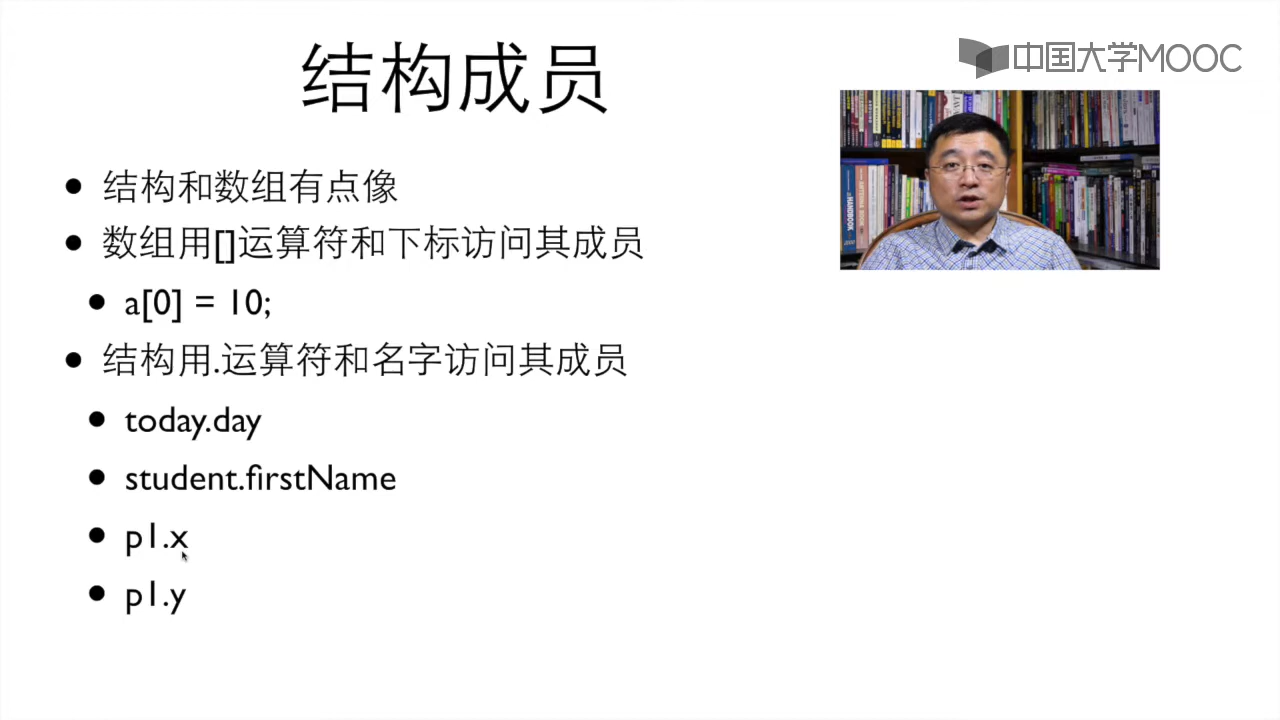 结构成员
中国大学MOOC
结构和数组有点像
数组用[]运算符和下标访问其成员
a[0] = 10;
结构用.运算符和名字访问其成员
today.day
student.firstName
p1.x
p1.y